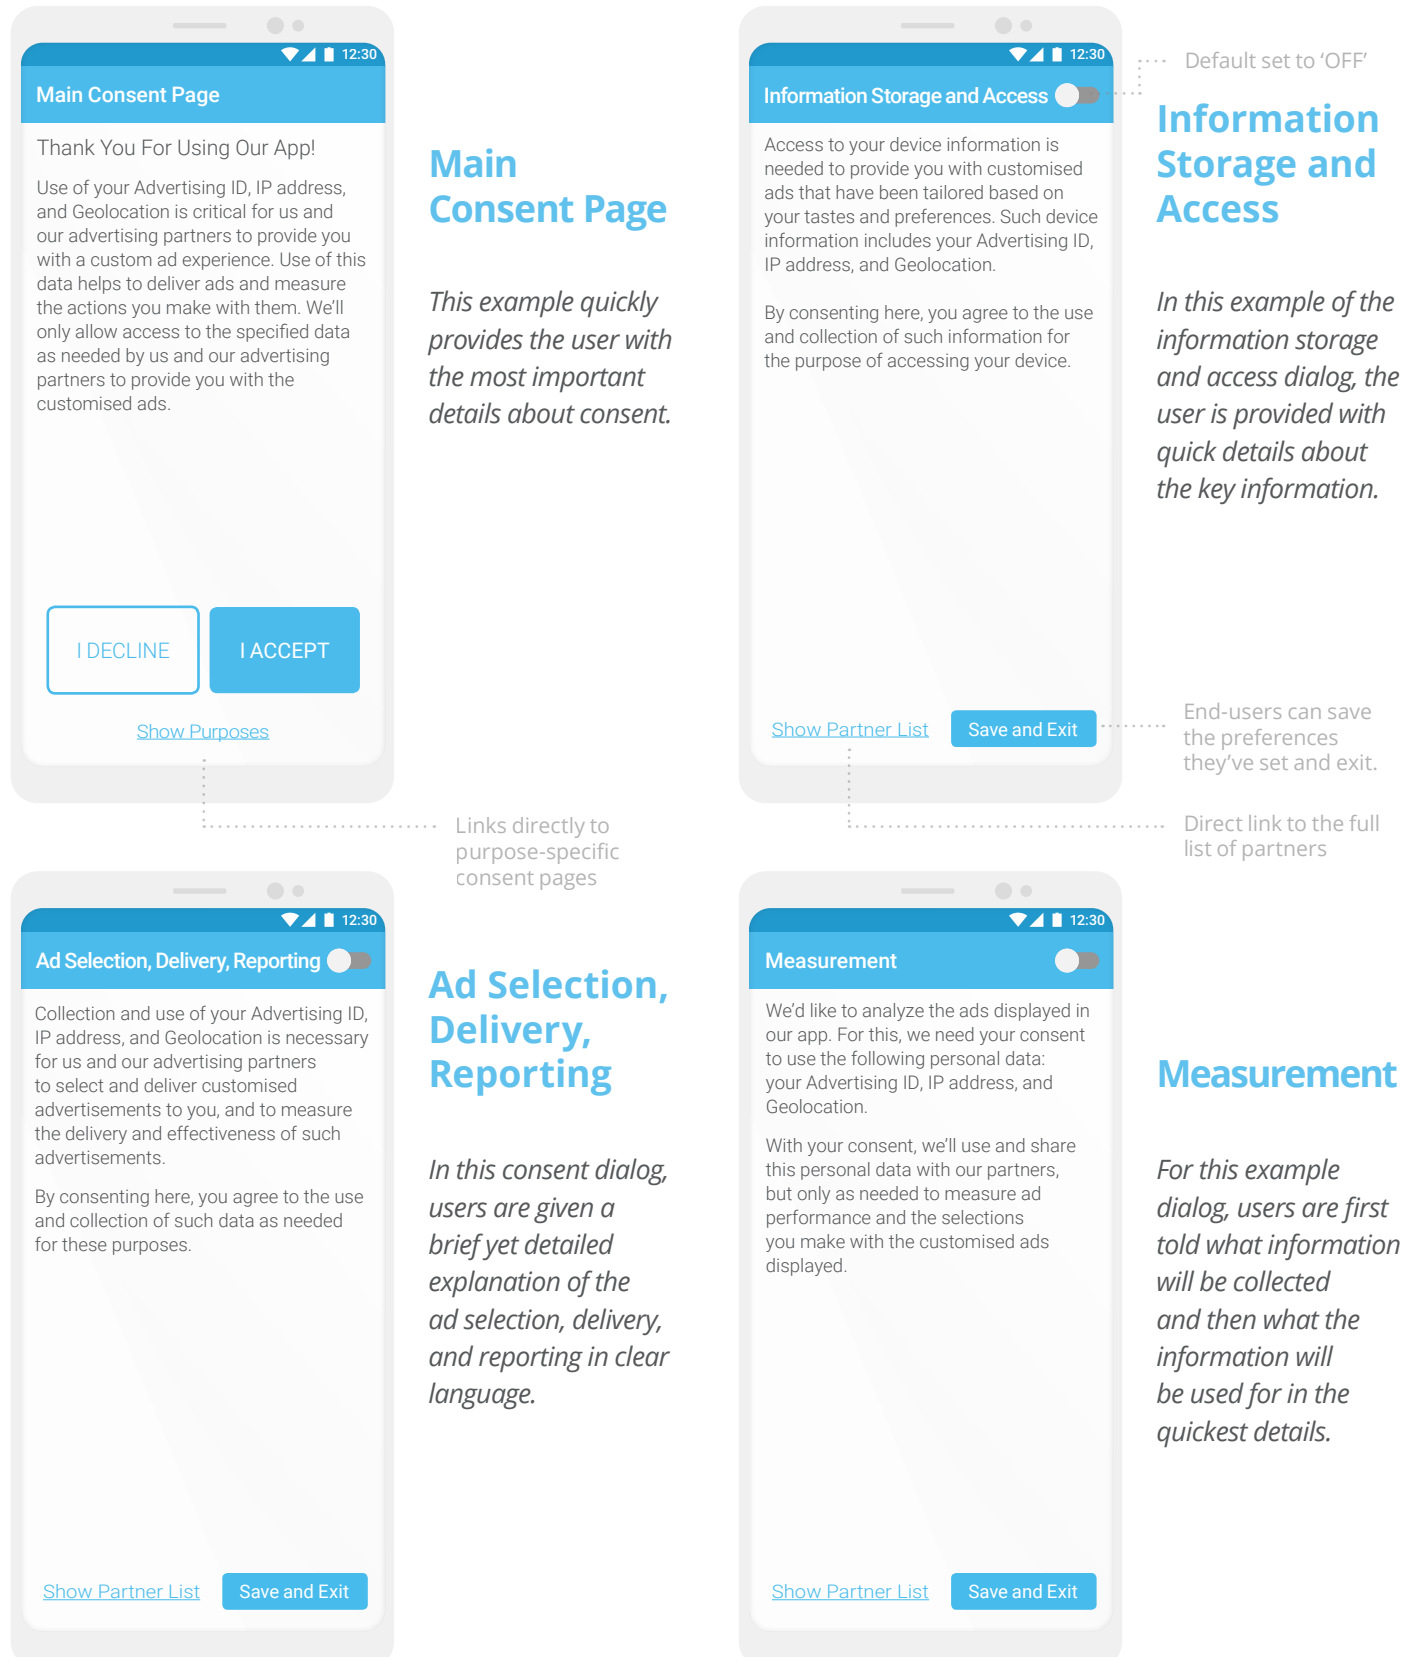 12:30
Main Consent Page
Thank You For Using Our App!
Use of your Advertising ID, IP address,
and Geolocation is critical for us and
our advertising partners to provide you
with a custom ad experience. Use of this
data helps to deliver ads and measure
the actions you make with them. We'll
only allow access to the specified data
as needed by us and our advertising
partners to provide you with the
customised ads.
I DECLINE
I ACCEPT
Show Purposes
Main
Consent Page
This example quickly
provides the user with
the most important
details about consent.
Links directly to
purpose-specific
consent pages
12:30
Information Storage and Access
Access to your device information is
needed to provide you with customised
ads that have been tailored based on
your tastes and preferences. Such device
information includes your Advertising ID,
IP address, and Geolocation.
By consenting here, you agree to the use
and collection of such information for
the purpose of accessing your device.
Show Partner List
Save and Exit
Default set to ‘OFF’
Information
Storage and
Access
In this example of the
information storage
and access dialog, the
user is provided with
quick details about
the key information.
End-users can save
the preferences
they've set and exit.
Direct link to the full
list of partners
12:30
Ad Selection, Delivery, Reporting
Collection and use of your Advertising ID,
IP address, and Geolocation is necessary
for us and our advertising partners
to select and deliver customised
advertisements to you, and to measure
the delivery and effectiveness of such
advertisements.
By consenting here, you agree to the use
and collection of such data as needed
for these purposes.
Show Partner List
Save and Exit
Ad Selection,
Delivery,
Reporting
In this consent dialog,
users are given a
brief yet detailed
explanation of the
ad selection, delivery,
and reporting in clear
language.
12:30
Measurement
We'd like to analyze the ads displayed in
our app. For this, we need your consent
to use the following personal data:
your Advertising ID, IP address, and
Geolocation.
With your consent, we'll use and share
this personal data with our partners,
but only as needed to measure ad
performance and the selections
you make with the customised ads
displayed.
Show Partner List
Save and Exit
Measurement
For this example
dialog, users are first
told what information
will be collected
and then what the
information will
be used for in the
quickest details.